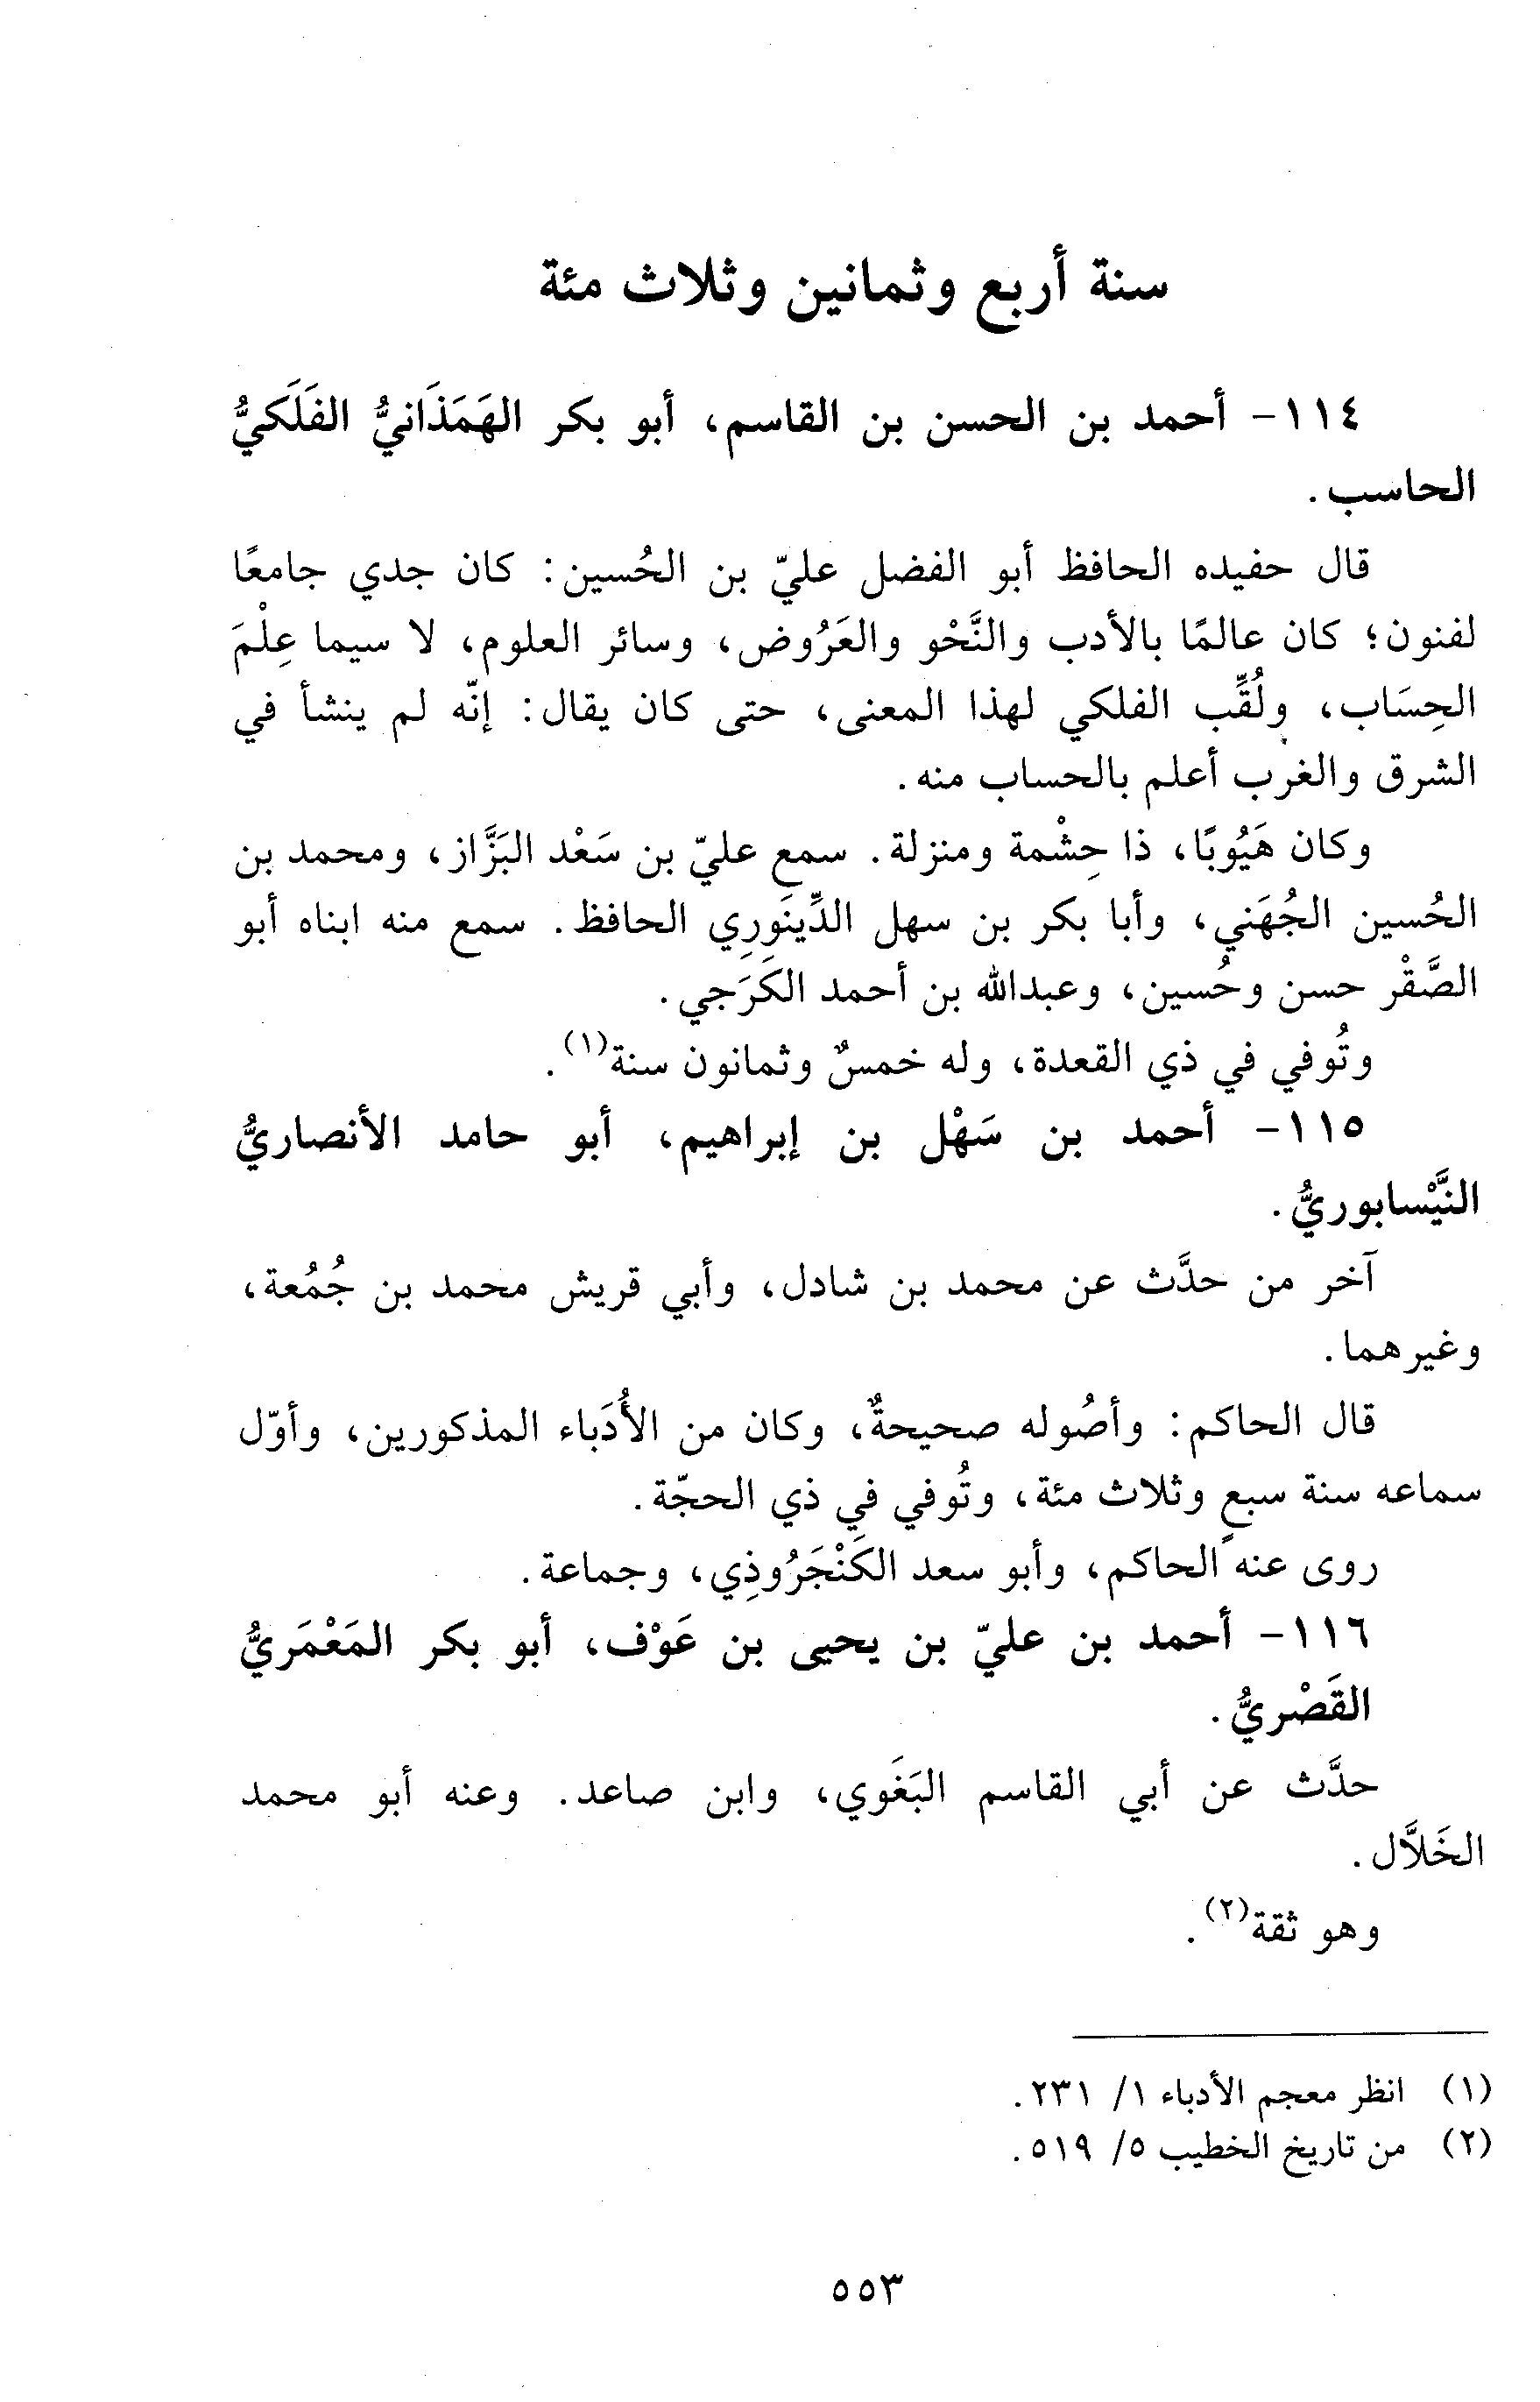 سنة أربع وثمانين وثلاث مئة
١١٤- أحمد بن الحسن بن القاسم، أبو بكر الهَمَذَانيُّ الفَلَكيُّ
الحاسب.
قال حفيده الحافظ أبو الفضل عليّ بن الحُسين: كان جدي جامعًا
لفنون؛ كان عالمًا بالأدب والنَّحْو والعَرُوض، وسائر العلوم، لا سيما عِلْمَ
الحِسَاب، ولُقِّب الفلكي لهذا المعنى، حتى كان يقال: إنّه لم ينشأ في
الشرق والغرب أعلم بالحساب منه.
وكان هَيُوبًا، ذا حِشْمة ومنزلة. سمع عليّ بن سَعْد البَزَّاز، ومحمد بن
الحُسين الجُهَني، وأبا بكر بن سهل الدِّينَورِي الحافظ. سمع منه ابناه أبو
الصَّقْر حسن وحُسين، وعبدالله بن أحمد الكَرَجي.
وتُوفي في ذي القعدة، وله خمسٌ وثمانون سنة(١).
١١٥- أحمد بن سَهْل بن إبراهيم، أبو حامد الأنصاريُّ
النَّيْسابوريُّ.
آخر من حدَّث عن محمد بن شادل، وأبي قريش محمد بن جُمُعة،
وغيرهما.
قال الحاكم: وأصُوله صحيحةٌ، وكان من الأُدَباء المذكورين، وأوّل
سماعه سنة سبعٍ وثلاث مئة، وتُوفي في ذي الحجّة.
روى عنه الحاكم، وأبو سعد الكَنْجَرُوذِي، وجماعة.
١١٦- أحمد بن عليّ بن يحيى بن عَوْف، أبو بكر المَعْمَريُّ
القَصْريُّ.
حدَّث عن أبي القاسم البَغَوي، وابن صاعد. وعنه أبو محمد
الخَلاَّل.
وهو ثقة(٢).
(١) انظر معجم الأدباء ١/ ٢٣١.
(٢) من تاريخ الخطيب ٥/ ٥١٩.
٥٥٣